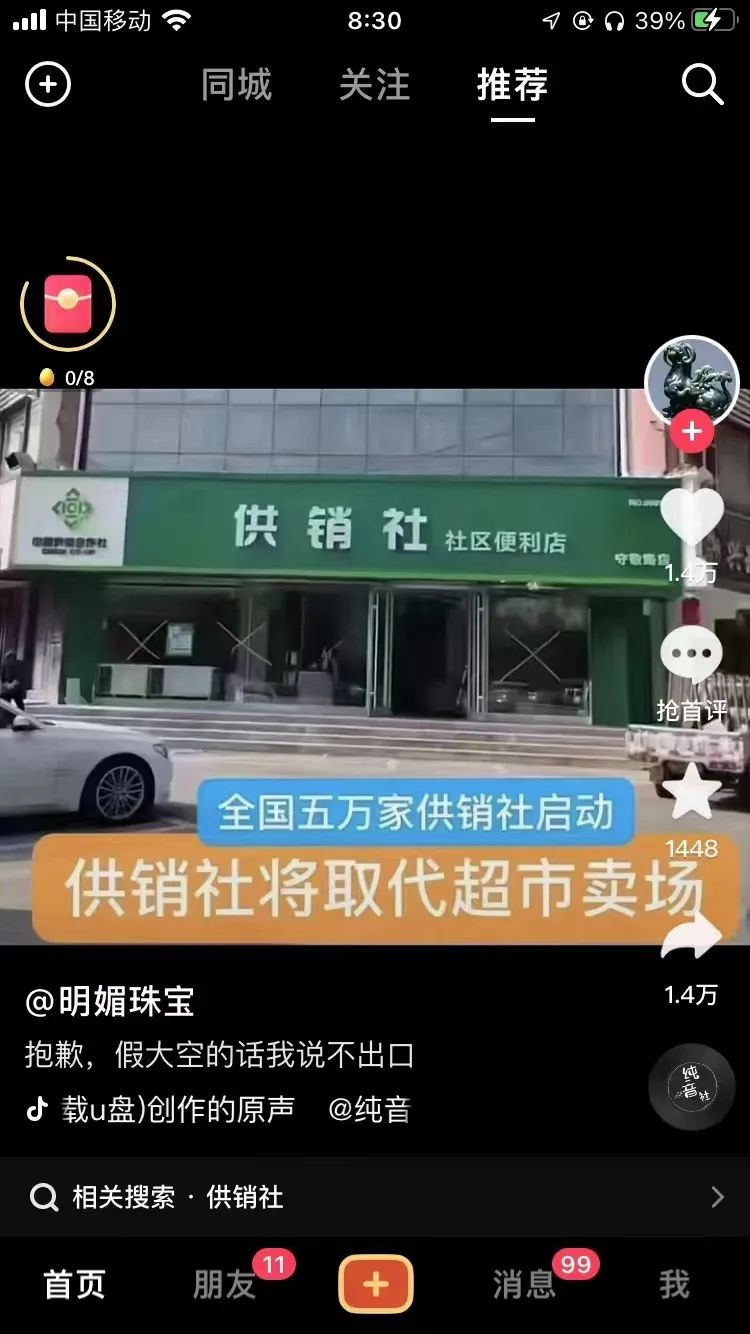 中国移动
8:30
39%
同城
关注
推荐
0/8
供销社 社区便利店
1.4万
抢首评
全国五万家供销社启动
1448
供销社将取代超市卖场
1.4万
@明媚珠宝
抱歉，假大空的话我说不出口
载u盘)创作的原声 @纯音
纯音社
相关搜索 · 供销社
首页
朋友
11
消息
99
我